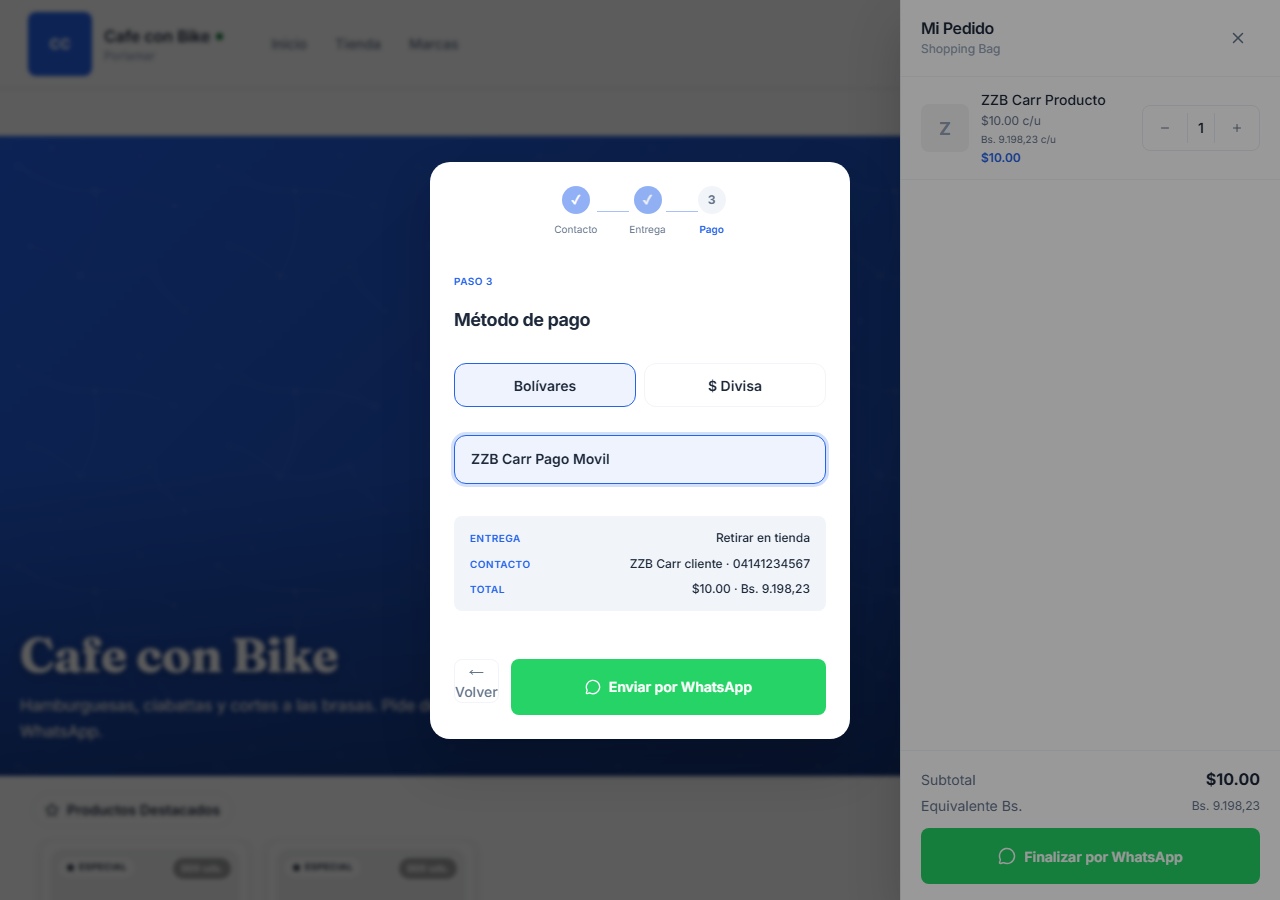 CC
Cafe con Bike
Porlamar
Inicio
Tienda
Marcas
Mi Pedido
Shopping Bag
Z
ZZB Carr Producto
$10.00 c/u
Bs. 9.198,23 c/u
$10.00
−
1
+
✓
✓
3
Contacto
Entrega
Pago
PASO 3
Método de pago
Bolívares
$ Divisa
ZZB Carr Pago Movil
ENTREGA
Retirar en tienda
CONTACTO
ZZB Carr cliente · 04141234567
TOTAL
$10.00 · Bs. 9.198,23
←
Volver
Enviar por WhatsApp
Cafe con Bike
Hamburguesas, ciabattas y cortes a las brasas. Pide d
WhatsApp.
Productos Destacados
ESPECIAL
ESPECIAL
Subtotal
$10.00
Equivalente Bs.
Bs. 9.198,23
Finalizar por WhatsApp